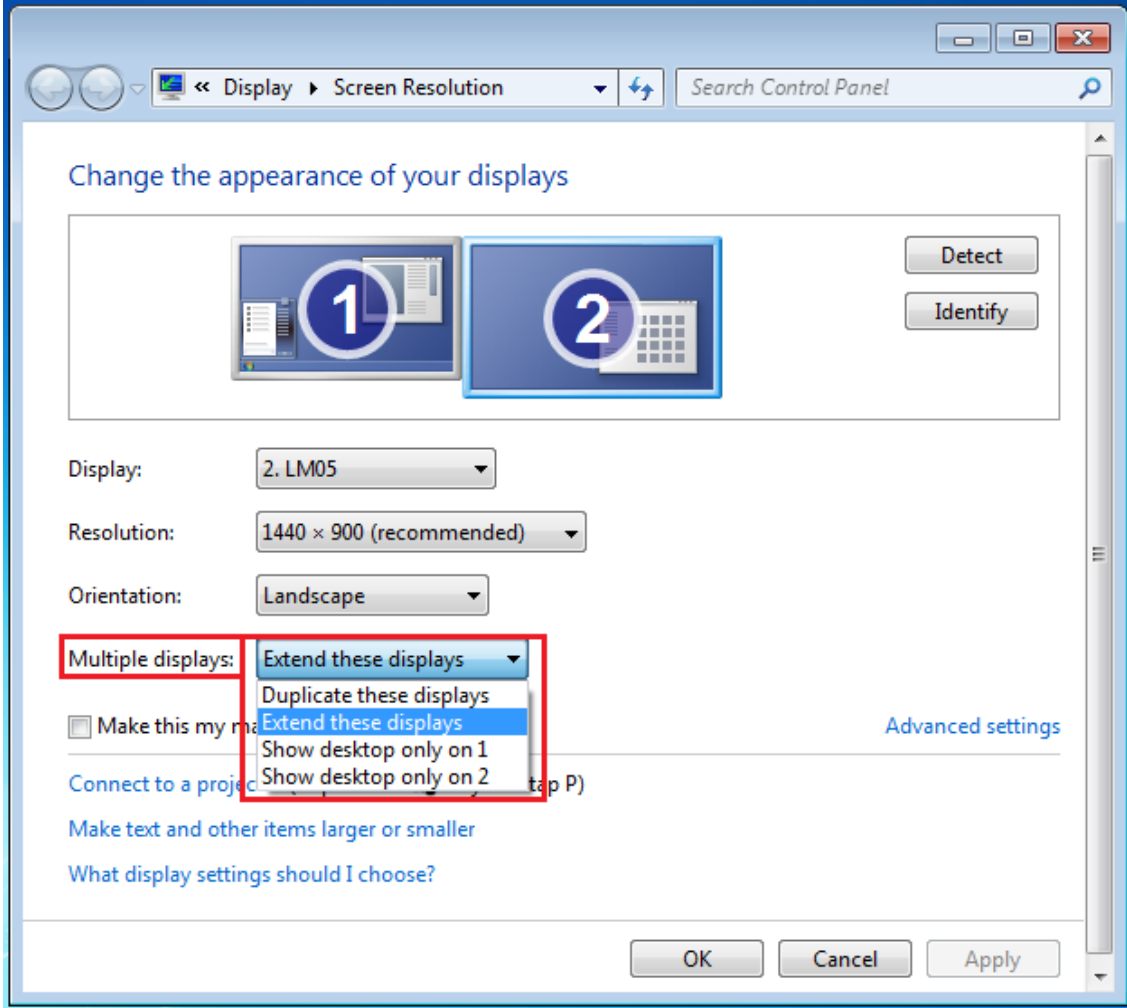 « Display ▸ Screen Resolution
Search Control Panel
Change the appearance of your displays
1
2
Detect
Identify
Display: 2. LM05
Resolution: 1440 × 900 (recommended)
Orientation: Landscape
Multiple displays: Extend these displays
Duplicate these displays
Extend these displays
Show desktop only on 1
Show desktop only on 2
Make this my
Advanced settings
Connect to a tap P)
Make text and other items larger or smaller
What display settings should I choose?
OK Cancel Apply